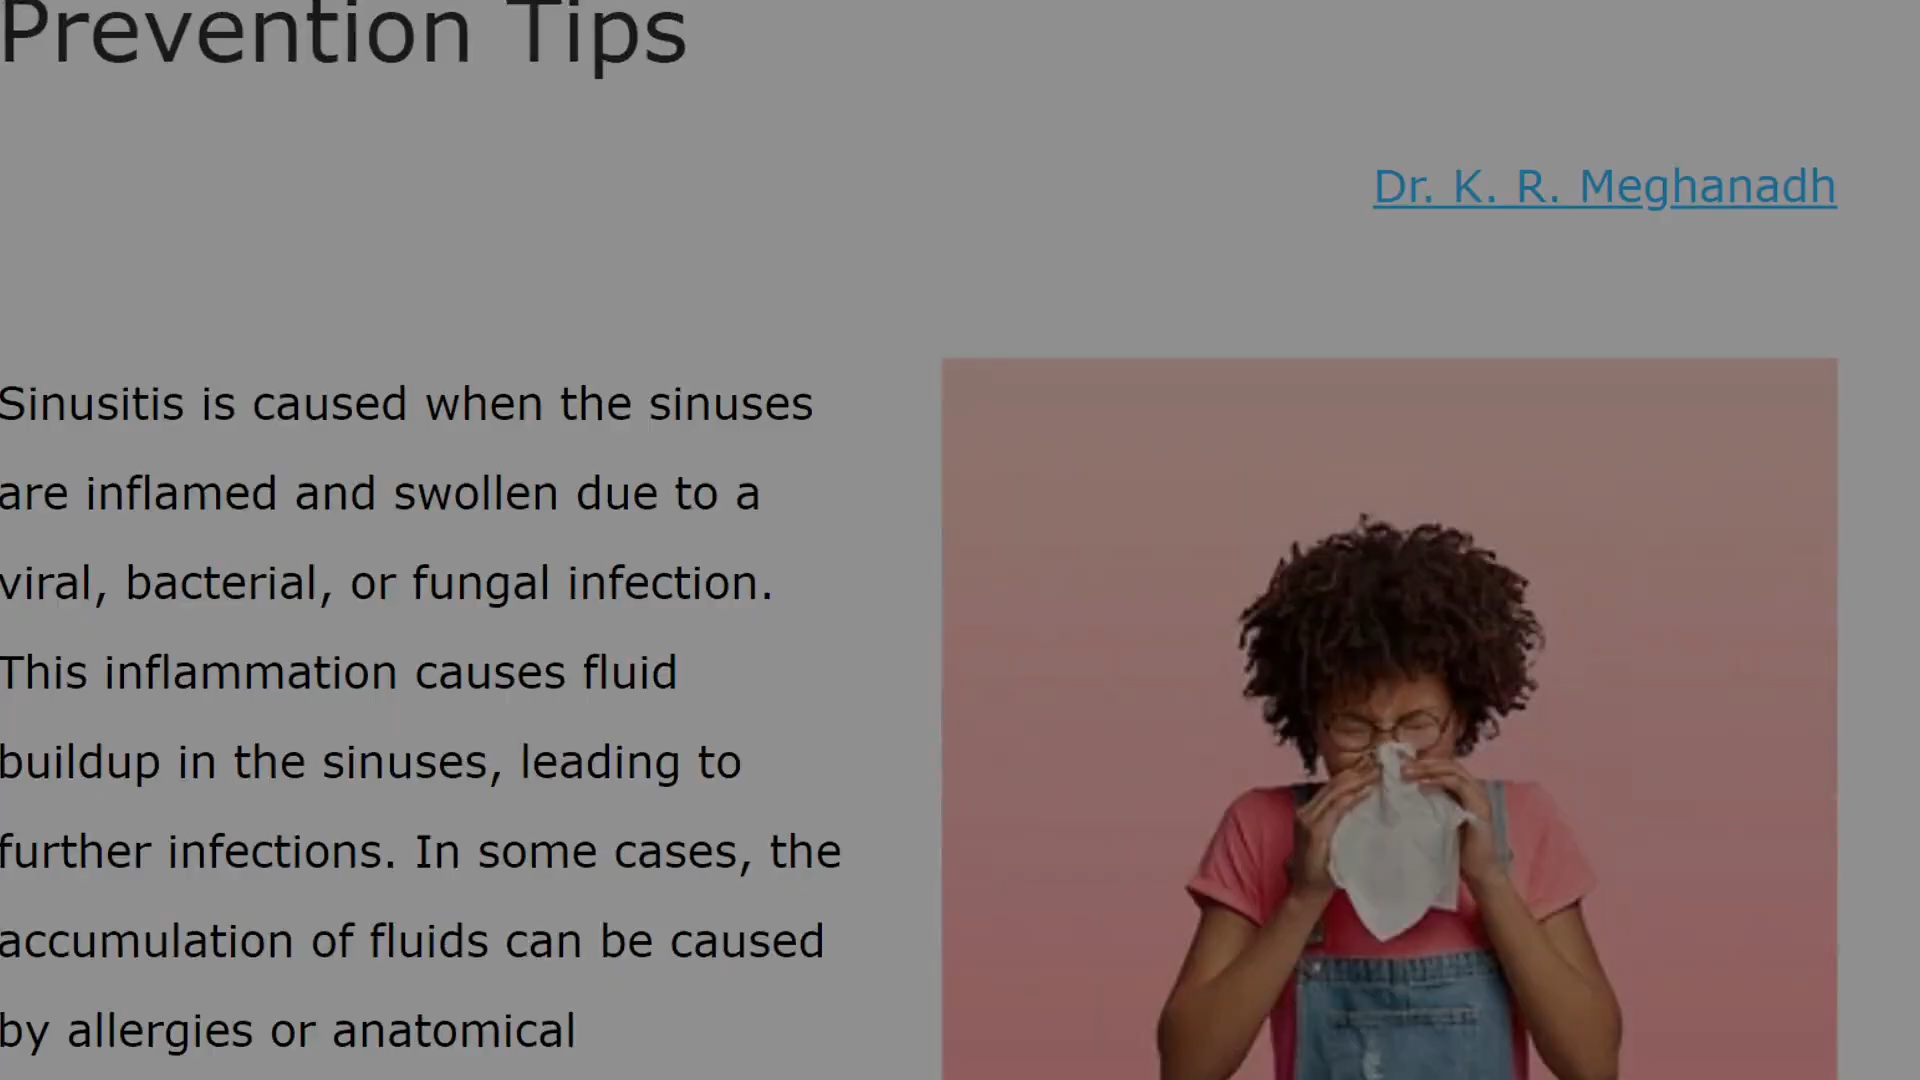 Prevention Tips
Dr. K. R. Meghanadh
Sinusitis is caused when the sinuses
are inflamed and swollen due to a
viral, bacterial, or fungal infection.
This inflammation causes fluid
buildup in the sinuses, leading to
further infections. In some cases, the
accumulation of fluids can be caused
by allergies or anatomical